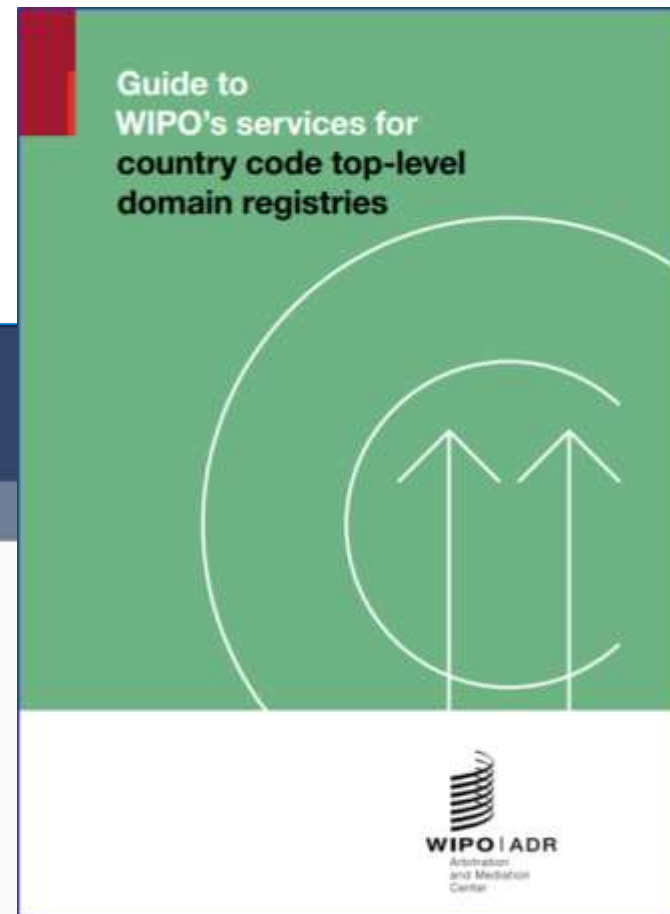 Guide to
WIPO's services for
country code top-level
domain registries
WIPO | ADR
Arbitration
and Mediation
Center